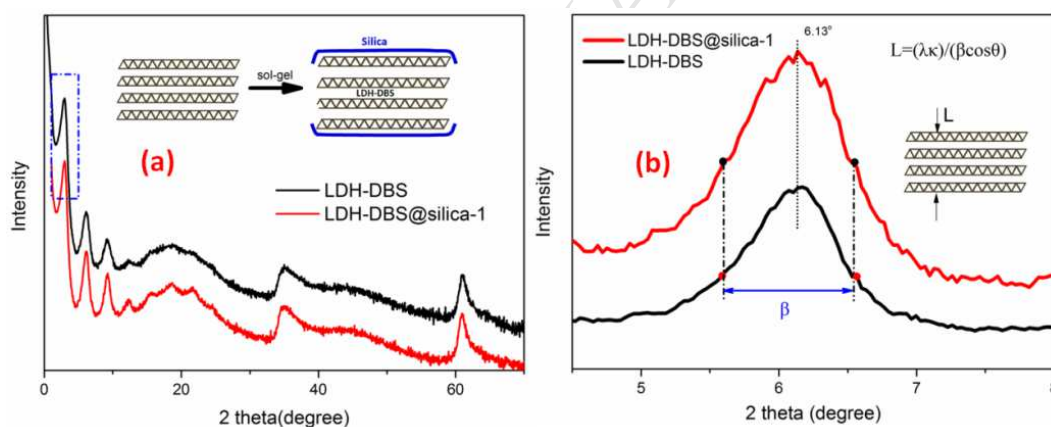 Silica
sol-gel
LDH-DBS
(a)
LDH-DBS
LDH-DBS@silica-1
Intensity
0 20 40 60
2 theta(degree)
6.13°
LDH-DBS@silica-1
LDH-DBS
L=(λκ)/(βcosθ)
(b)
L
β
Intensity
5 6 7 8
2 theta (degree)